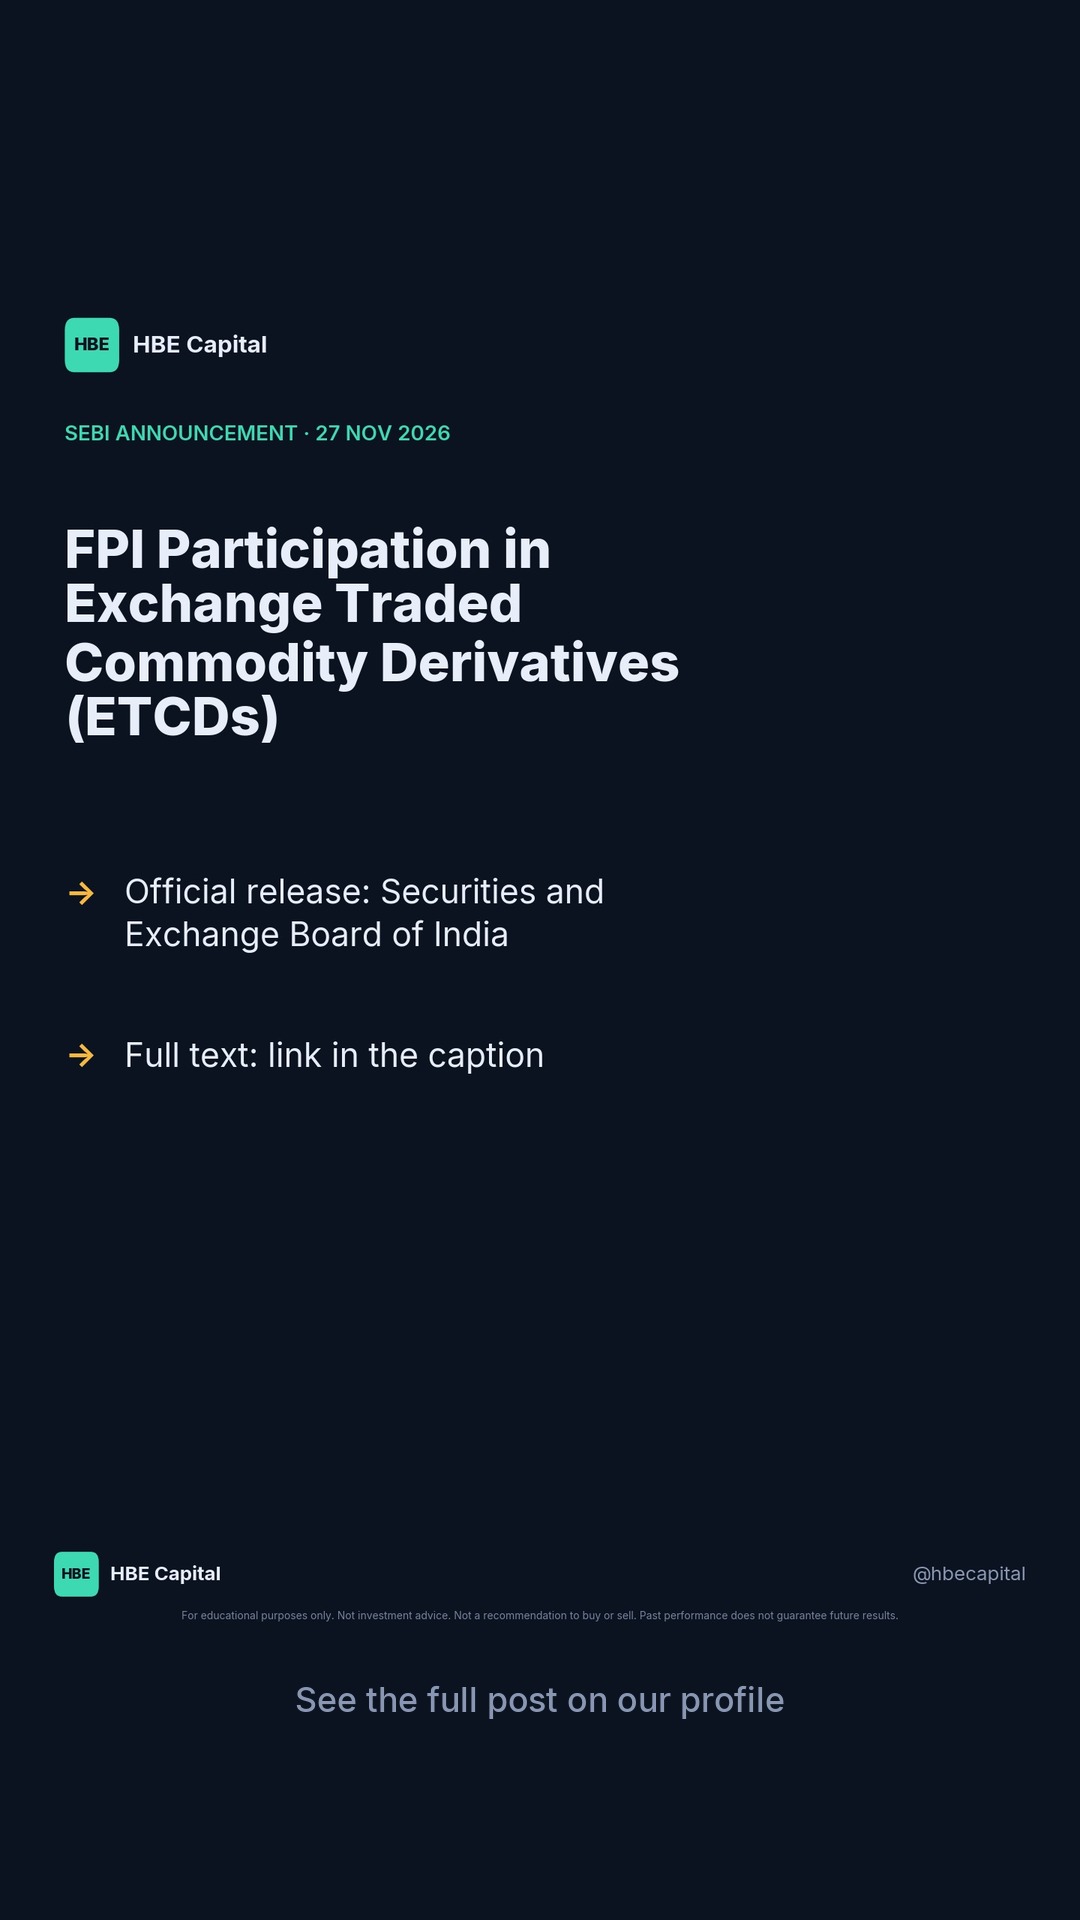 HBE HBE Capital
SEBI ANNOUNCEMENT · 27 NOV 2026
FPI Participation in
Exchange Traded
Commodity Derivatives
(ETCDs)
→ Official release: Securities and
Exchange Board of India
→ Full text: link in the caption
HBE HBE Capital @hbecapital
For educational purposes only. Not investment advice. Not a recommendation to buy or sell. Past performance does not guarantee future results.
See the full post on our profile